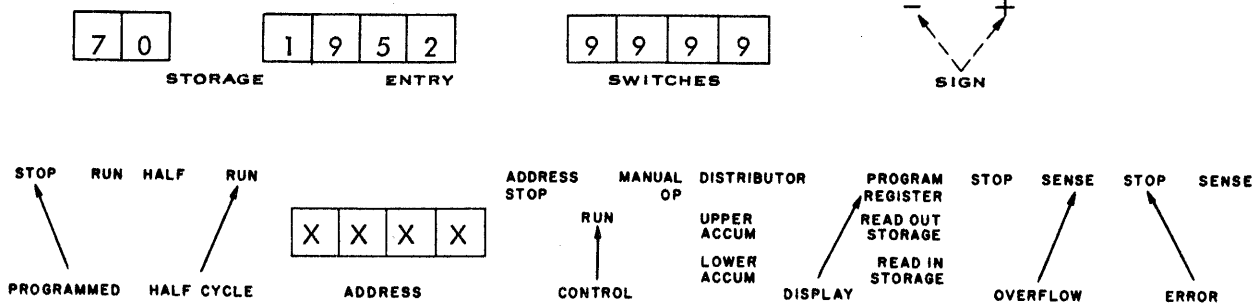 - +
7 0 1 9 5 2 9 9 9 9
STORAGE ENTRY SWITCHES SIGN
STOP RUN HALF RUN ADDRESS STOP MANUAL OP DISTRIBUTOR PROGRAM REGISTER STOP SENSE STOP SENSE
RUN UPPER ACCUM READ OUT STORAGE
X X X X
LOWER ACCUM READ IN STORAGE
PROGRAMMED HALF CYCLE ADDRESS CONTROL DISPLAY OVERFLOW ERROR